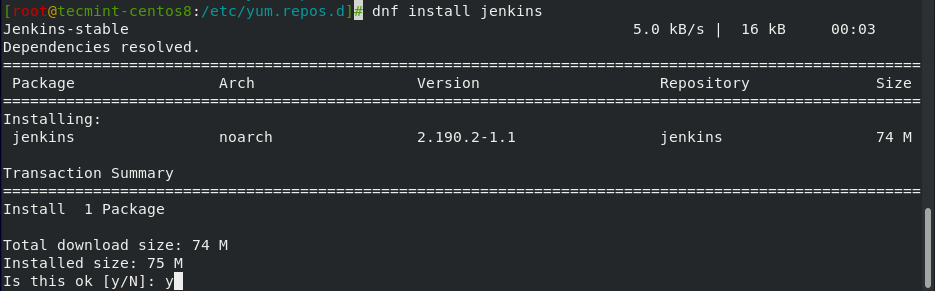 [root@tecmint-centos8:/etc/yum.repos.d]# dnf install jenkins
Jenkins-stable                                                        5.0 kB/s |  16 kB     00:03
Dependencies resolved.
======================================================================================================
 Package                Arch                  Version                    Repository              Size
======================================================================================================
Installing:
 jenkins                noarch                2.190.2-1.1                jenkins                 74 M

Transaction Summary
======================================================================================================
Install  1 Package

Total download size: 74 M
Installed size: 75 M
Is this ok [y/N]: y